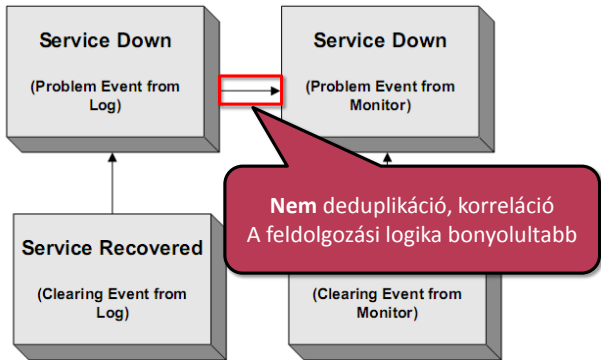 Service Down
(Problem Event from
Log)
Service Down
(Problem Event from
Monitor)
Nem deduplikáció, korreláció
A feldolgozási logika bonyolultabb
Service Recovered
(Clearing Event from
Log)
(Clearing Event from
Monitor)